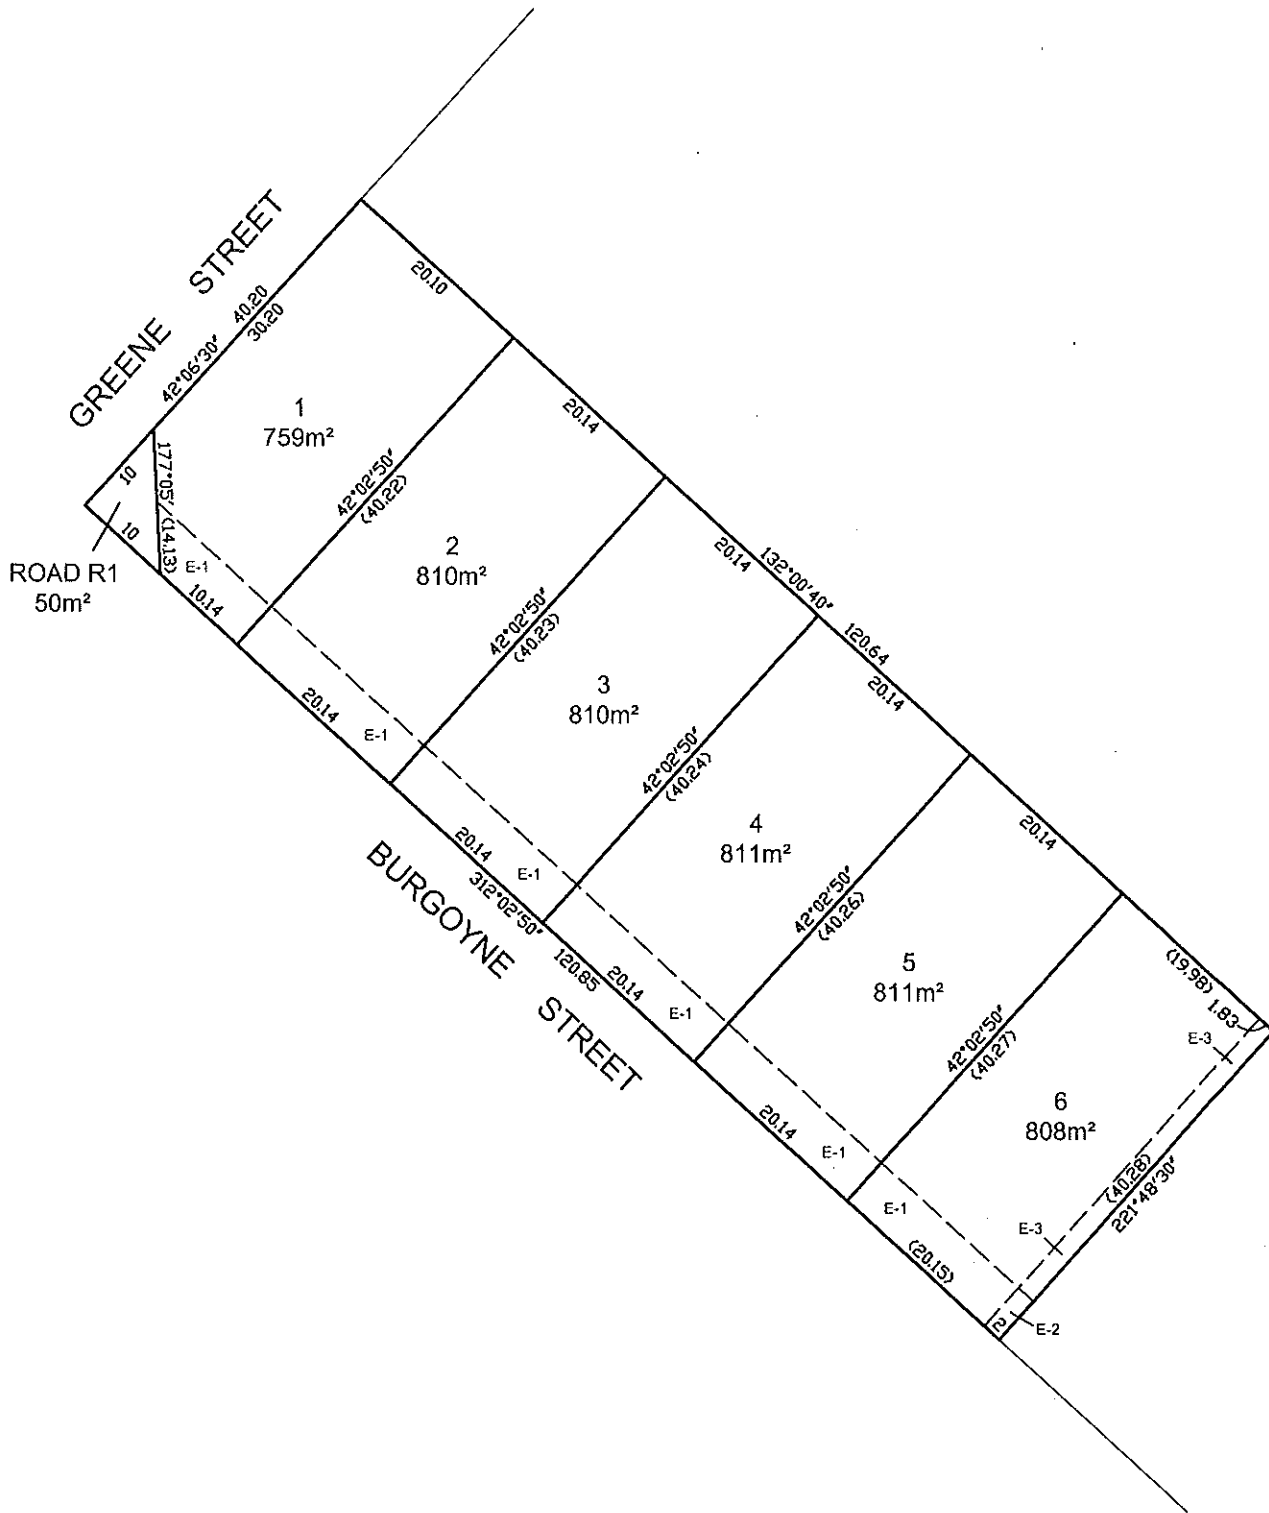 GREENE STREET
42°06'30" 40.20
30.20
20.10
1
759m²
10
10
177°05' (14.13)
ROAD R1
50m²
E-1
10.14
42°02'50"
(40.22)
20.14
2
810m²
20.14
E-1
42°02'50"
(40.23)
20.14
132°00'40" 120.64
3
810m²
20.14
E-1
42°02'50"
(40.24)
20.14
BURGOYNE STREET
312°02'50" 120.85
4
811m²
20.14
E-1
42°02'50"
(40.26)
20.14
5
811m²
20.14
E-1
42°02'50"
(40.27)
(19.98)
1.83
E-3
6
808m²
E-1
(20.15)
(40.28)
221°48'30"
E-3
2
E-2